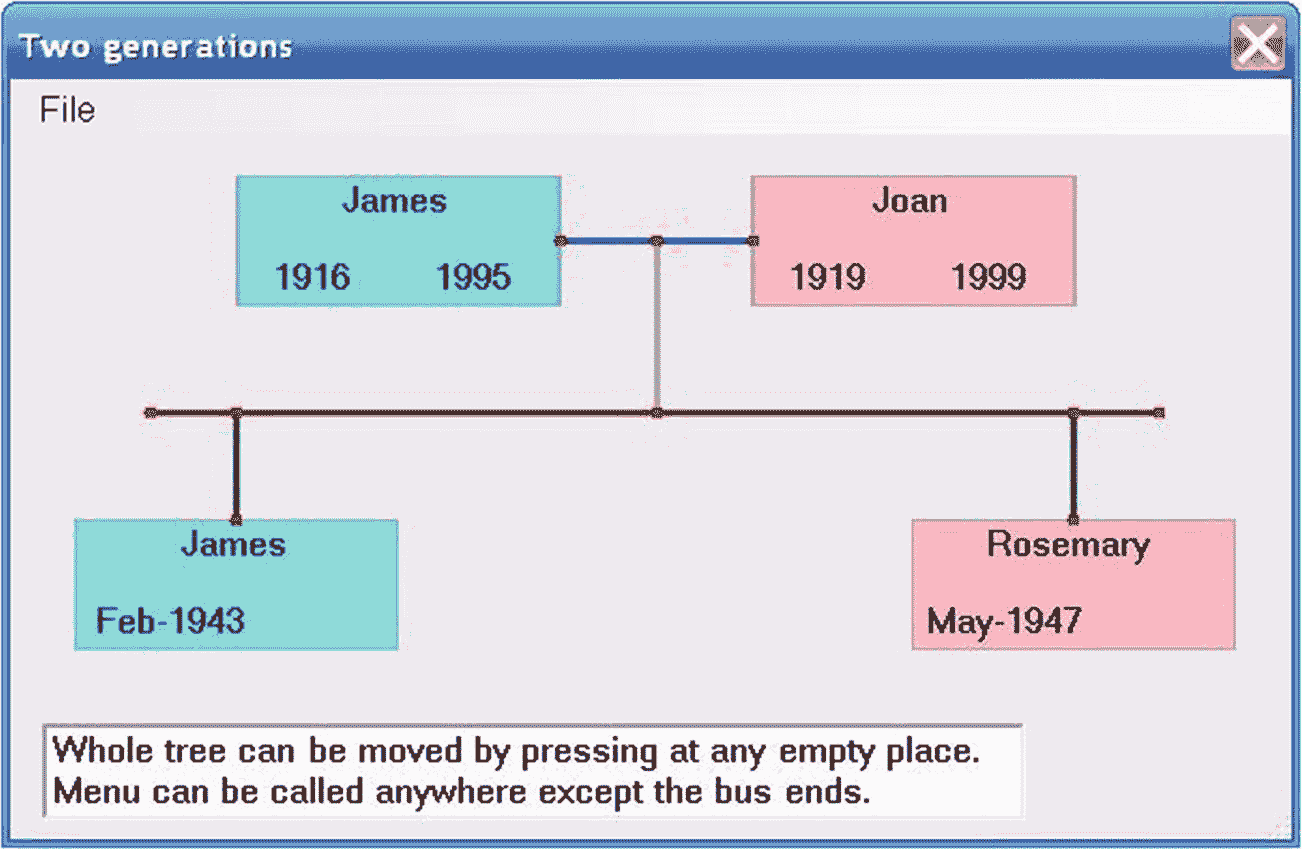 Two generations
File
James
Joan
1916 1995
1919 1999
James
Rosemary
Feb-1943
May-1947
Whole tree can be moved by pressing at any empty place.
Menu can be called anywhere except the bus ends.